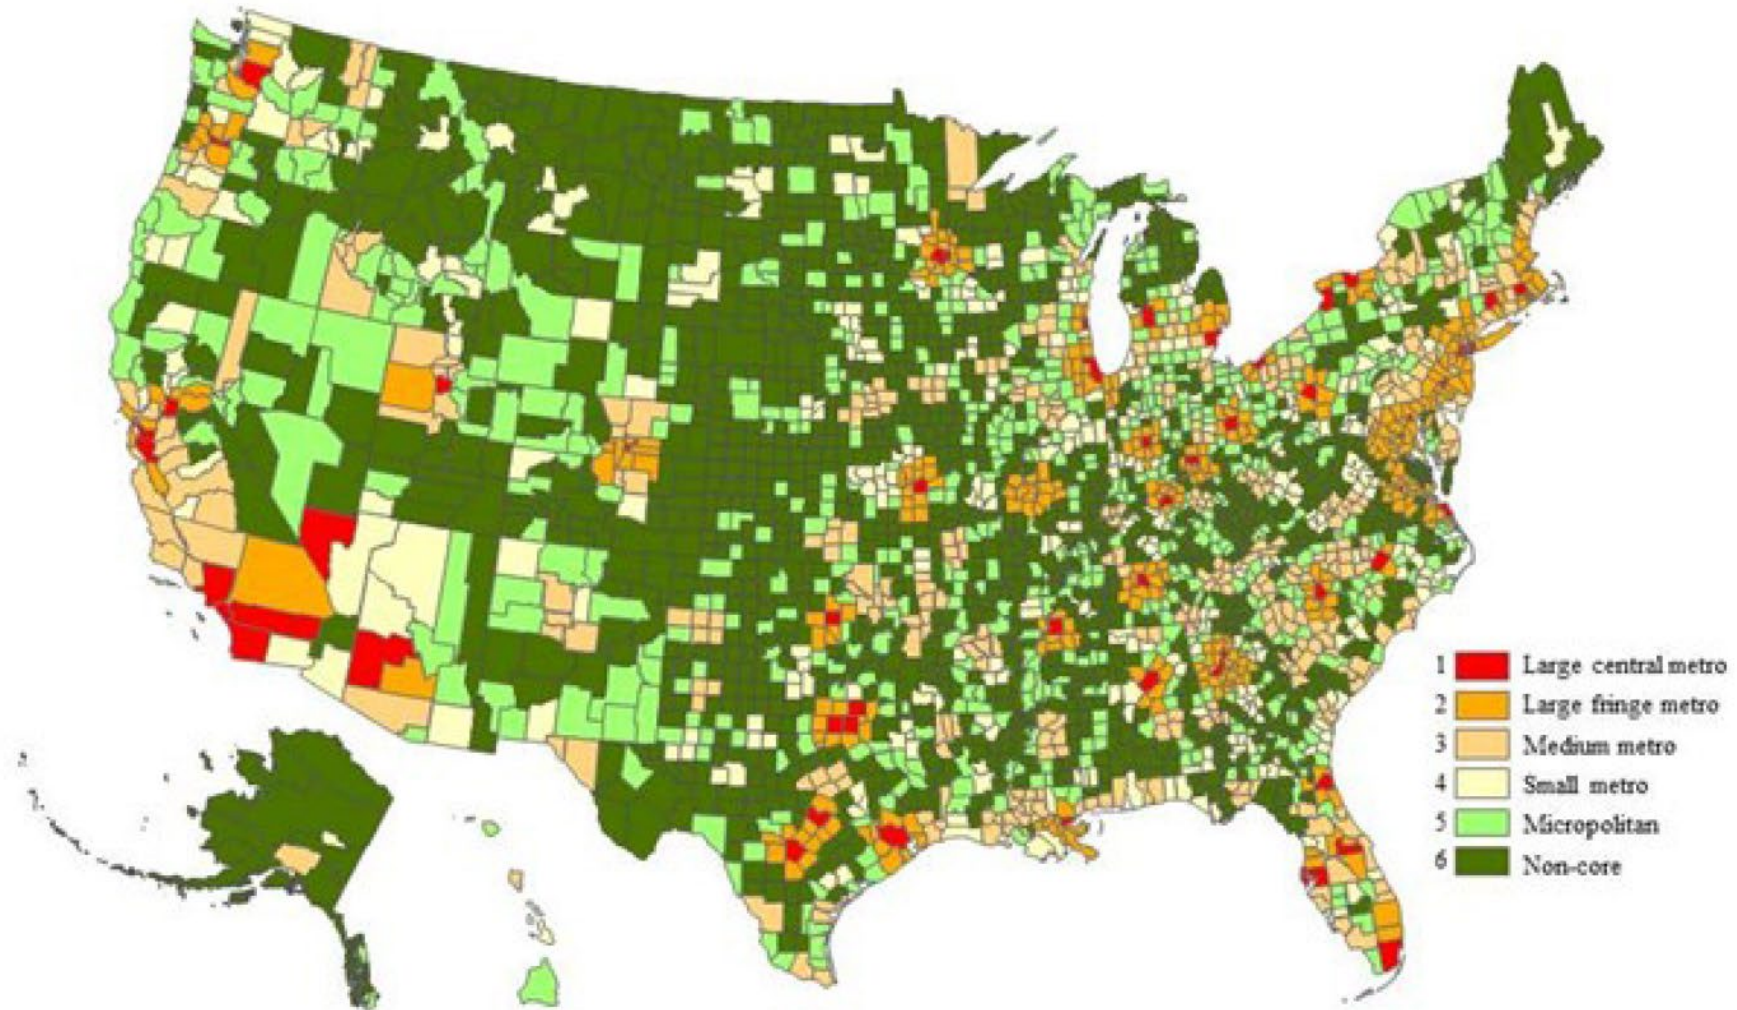 1 Large central metro
2 Large fringe metro
3 Medium metro
4 Small metro
5 Micropolitan
6 Non-core